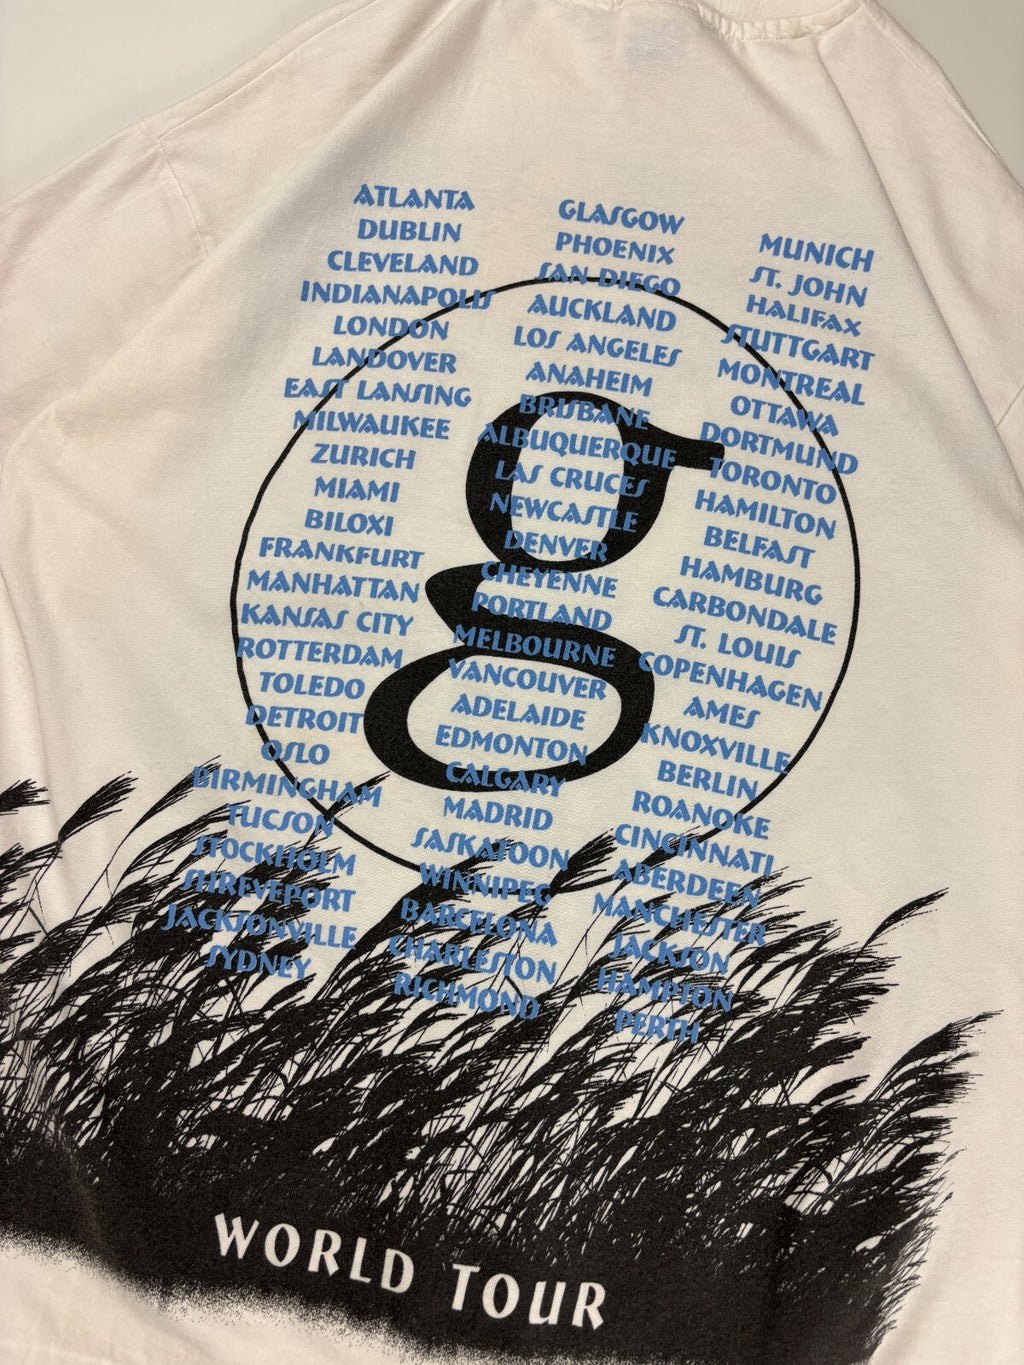 ATLANTA
DUBLIN
CLEVELAND
INDIANAPOLIS
LONDON
LANDOVER
EAST LANSING
MILWAUKEE
ZURICH
MIAMI
BILOXI
FRANKFURT
MANHATTAN
KANSAS CITY
ROTTERDAM
TOLEDO
DETROIT
OSLO
BIRMINGHAM
TUCSON
STOCKHOLM
SHREVEPORT
JACKSONVILLE
SYDNEY
GLASGOW
PHOENIX
SAN DIEGO
AUCKLAND
LOS ANGELES
ANAHEIM
BRISBANE
ALBUQUERQUE
LAS CRUCES
NEWCASTLE
DENVER
CHEYENNE
PORTLAND
MELBOURNE
VANCOUVER
ADELAIDE
EDMONTON
CALGARY
MADRID
SASKATOON
WINNIPEG
BARCELONA
CHARLESTON
RICHMOND
MUNICH
ST. JOHN
HALIFAX
STUTTGART
MONTREAL
OTTAWA
DORTMUND
TORONTO
HAMILTON
BELFAST
HAMBURG
CARBONDALE
ST. LOUIS
COPENHAGEN
AMES
KNOXVILLE
BERLIN
ROANOKE
CINCINNATI
ABERDEEN
MANCHESTER
JACKSON
HAMPTON
PERTH
g
WORLD TOUR